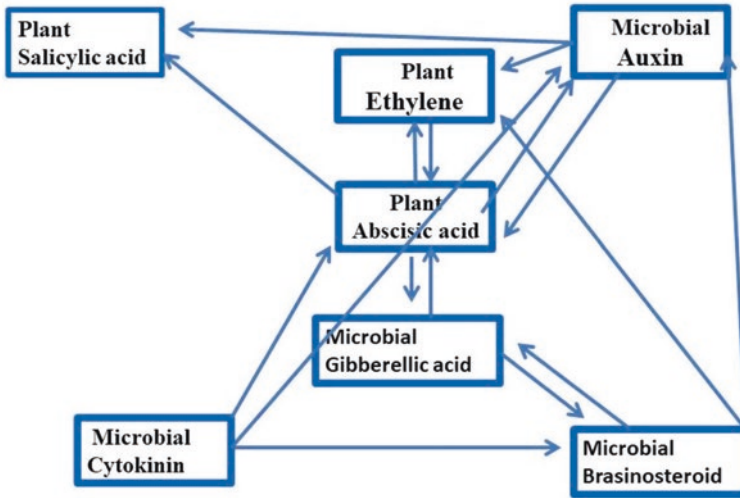 Plant
Salicylic acid
Microbial
Auxin
Plant
Ethylene
Plant
Abscisic acid
Microbial
Gibberellic acid
Microbial
Cytokinin
Microbial
Brasinosteroid